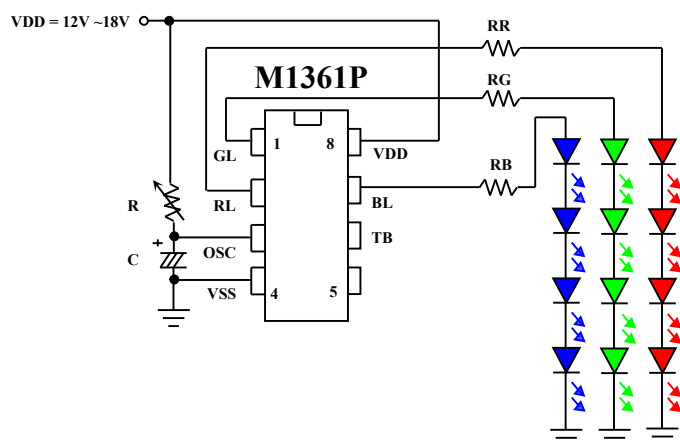 VDD = 12V ~18V
RR
M1361P
RG
1
8
GL
VDD
RB
R
RL
BL
+
OSC
TB
C
VSS
4
5